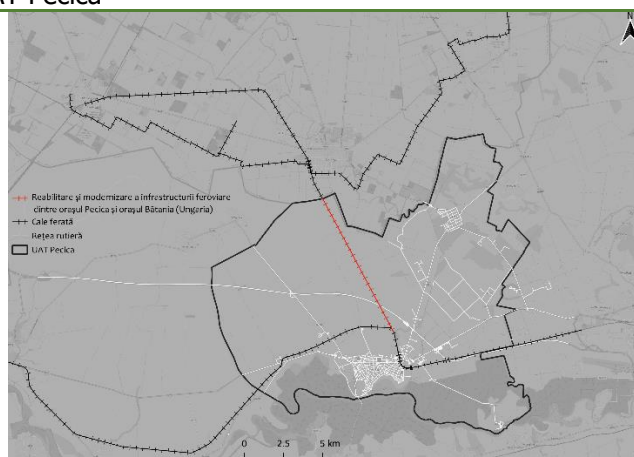 UAT Pecica
N
Reabilitare și modernizare a infrastructurii feroviare
dintre orașul Pecica și orașul Bătania (Ungaria)
Cale ferată
Rețea rutieră
UAT Pecica
0 2.5 5 km